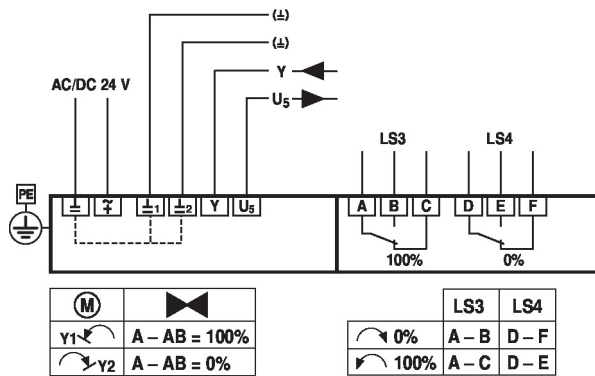 (⊥)
(⊥)
Y
AC/DC 24 V
U5
LS3 LS4
PE
⊥1 ⊥2 Y U5 A B C D E F
100% 0%
M
Y1 A – AB = 100%
Y2 A – AB = 0%
LS3 LS4
0% A – B D – F
100% A – C D – E